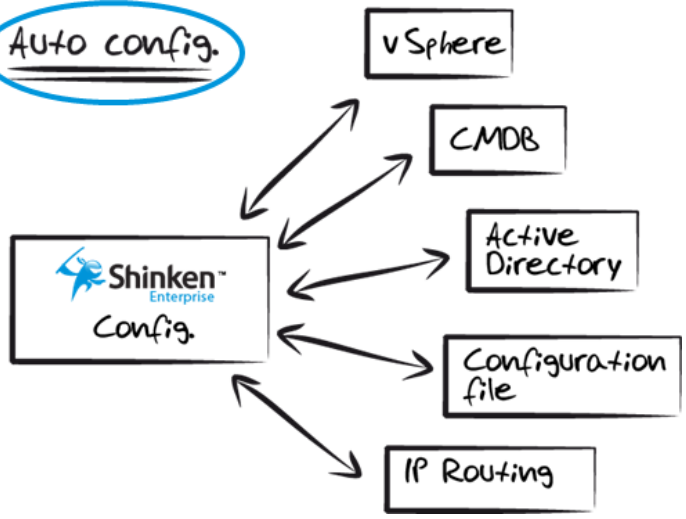 Auto config.
vSphere
CMDB
Active
Directory
Shinken™
Enterprise
Config.
Configuration
file
IP Routing